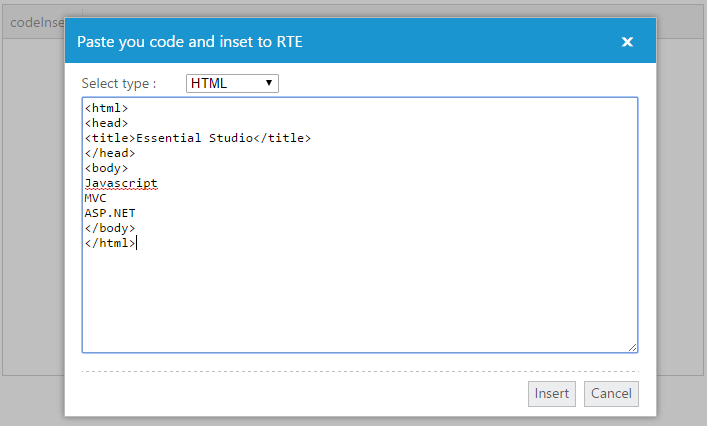 codeInse
Paste you code and inset to RTE
Select type : HTML
<html>
<head>
<title>Essential Studio</title>
</head>
<body>
Javascript
MVC
ASP.NET
</body>
</html>
Insert Cancel